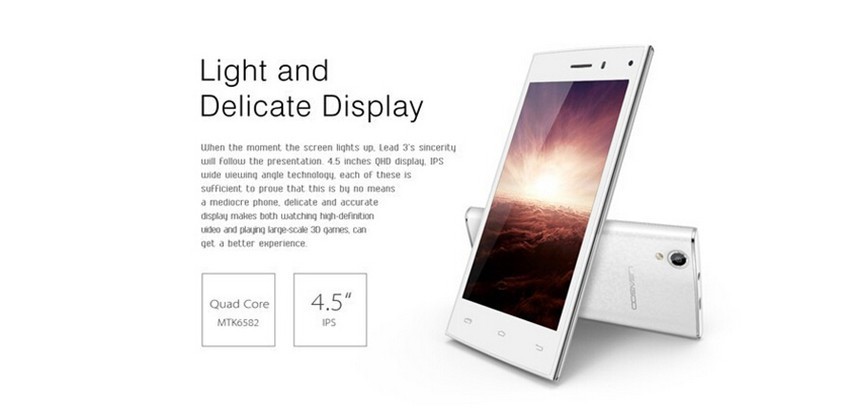 Light and
Delicate Display
When the moment the screen lights up, Lead 3's sincerity
will follow the presentation. 4.5 inches QHD display, IPS
wide viewing angle technology, each of these is
sufficient to prove that this is by no means
a mediocre phone, delicate and accurate
display makes both watching high-definition
video and playing large-scale 3D games, can
get a better experience.
Quad Core
MTK6582
4.5"
IPS
LEAGOO